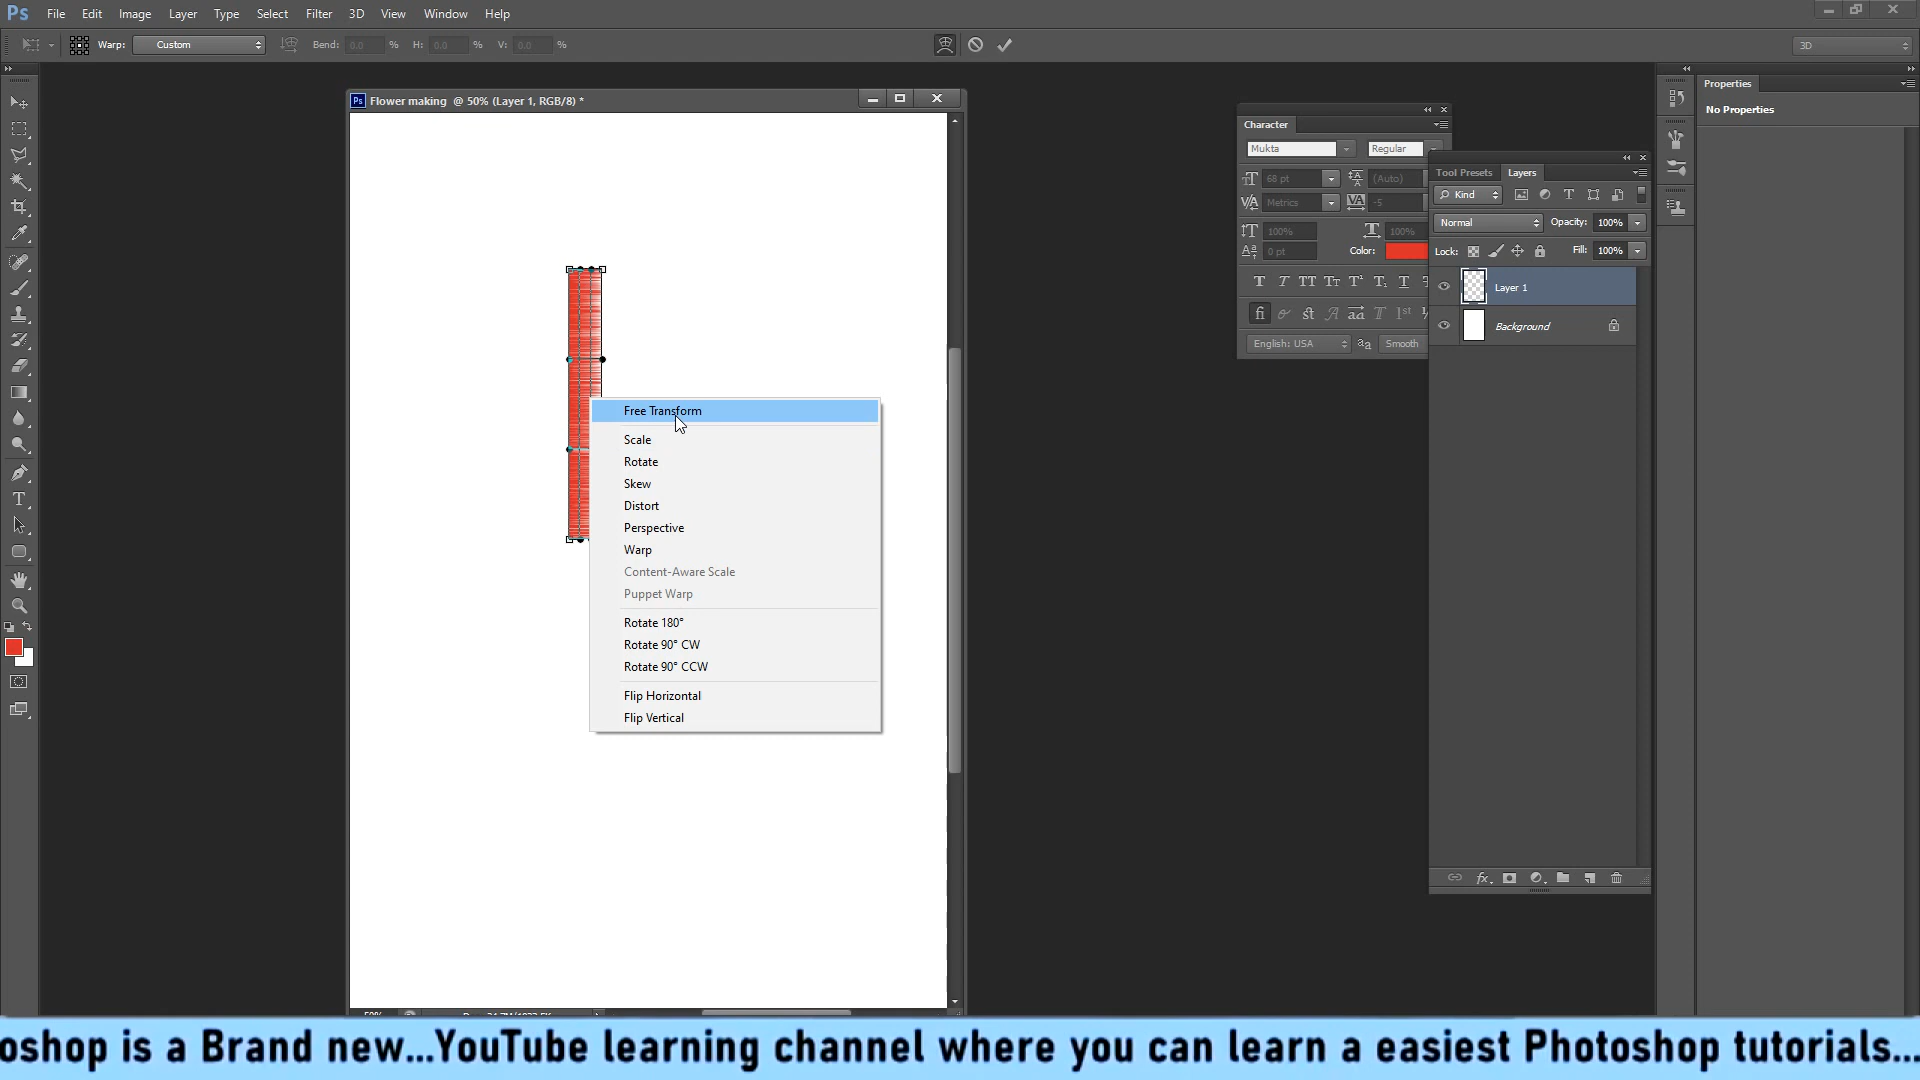 Ps File Edit Image Layer Type Select Filter 3D View Window Help
Warp: Custom Bend: 0.0 % H: 0.0 % V: 0.0 % 3D
Ps Flower making @ 50% (Layer 1, RGB/8) *
Properties
No Properties
Character
Mukta Regular
68 pt (Auto)
Metrics -5
100% 100%
0 pt Color:
English: USA Smooth
Tool Presets Layers
Kind
Normal Opacity: 100%
Lock: Fill: 100%
Layer 1
Background
Free Transform
Scale
Rotate
Skew
Distort
Perspective
Warp
Content-Aware Scale
Puppet Warp
Rotate 180°
Rotate 90° CW
Rotate 90° CCW
Flip Horizontal
Flip Vertical
oshop is a Brand new...YouTube learning channel where you can learn a easiest Photoshop tutorials...